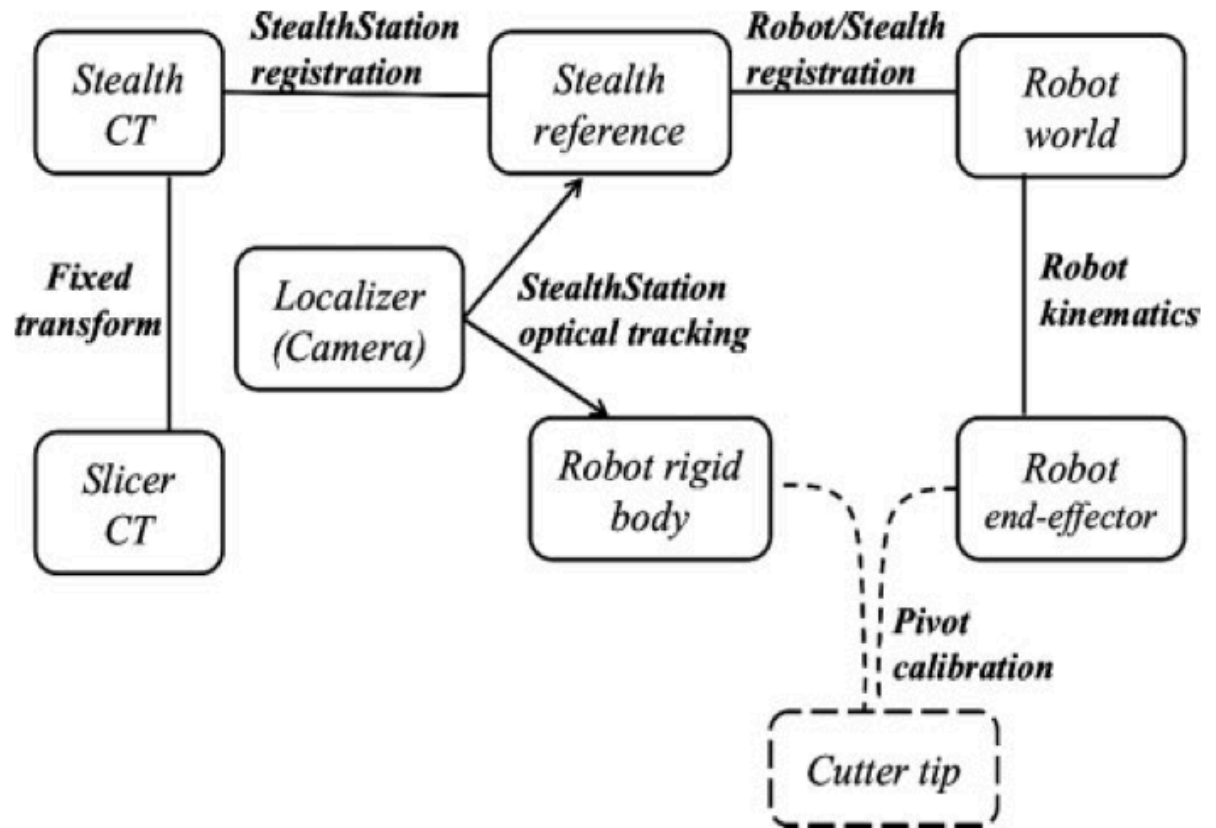 Stealth
CT
StealthStation
registration
Stealth
reference
Robot/Stealth
registration
Robot
world
Fixed
transform
Localizer
(Camera)
StealthStation
optical tracking
Robot
kinematics
Slicer
CT
Robot rigid
body
Robot
end-effector
Pivot
calibration
Cutter tip